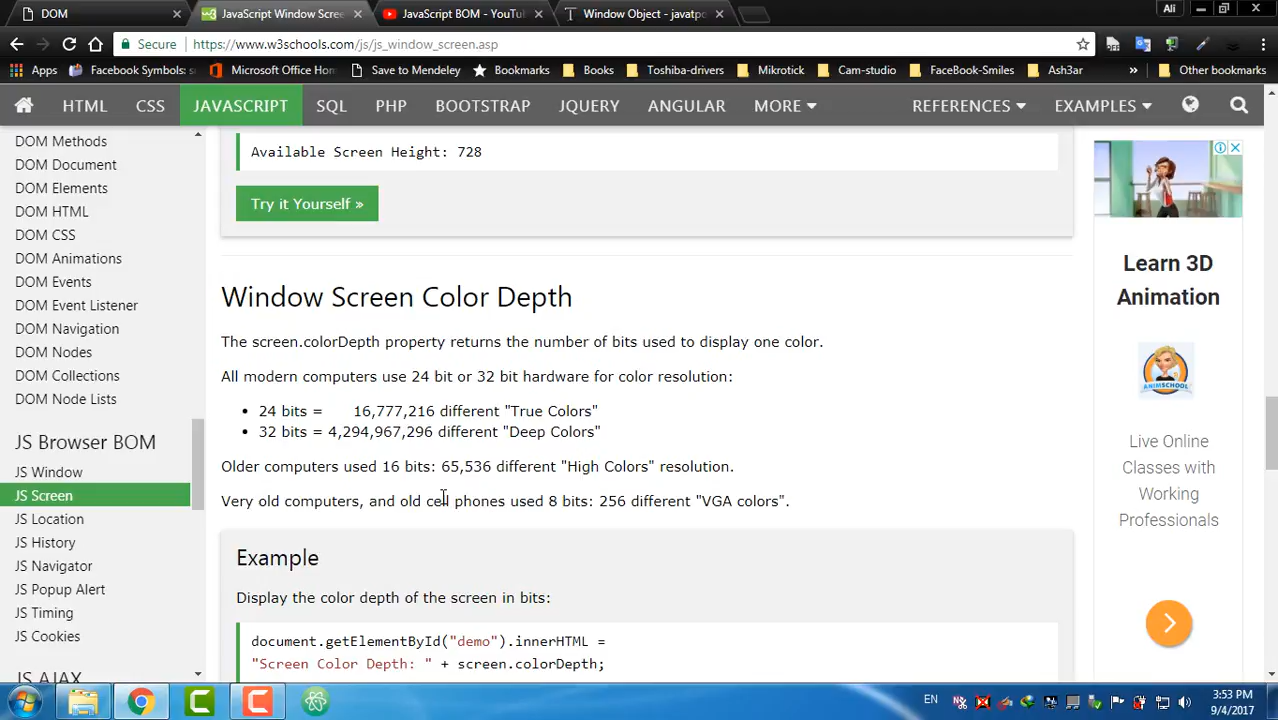 DOM
JavaScript Window Scree
JavaScript BOM - YouTu
Window Object - javatpo
Ali
Secure
https://www.w3schools.com/js/js_window_screen.asp
Apps
Facebook Symbols: s
Microsoft Office Hom
Save to Mendeley
Bookmarks
Books
Toshiba-drivers
Mikrotick
Cam-studio
FaceBook-Smiles
Ash3ar
»
Other bookmarks
HTML
CSS
JAVASCRIPT
SQL
PHP
BOOTSTRAP
JQUERY
ANGULAR
MORE
REFERENCES
EXAMPLES
DOM Methods
DOM Document
DOM Elements
DOM HTML
DOM CSS
DOM Animations
DOM Events
DOM Event Listener
DOM Navigation
DOM Nodes
DOM Collections
DOM Node Lists
JS Browser BOM
JS Window
JS Screen
JS Location
JS History
JS Navigator
JS Popup Alert
JS Timing
JS Cookies
JS AJAX
Available Screen Height: 728
Try it Yourself »
Window Screen Color Depth
The screen.colorDepth property returns the number of bits used to display one color.
All modern computers use 24 bit or 32 bit hardware for color resolution:
• 24 bits = 16,777,216 different "True Colors"
• 32 bits = 4,294,967,296 different "Deep Colors"
Older computers used 16 bits: 65,536 different "High Colors" resolution.
Very old computers, and old cell phones used 8 bits: 256 different "VGA colors".
Example
Display the color depth of the screen in bits:
document.getElementById("demo").innerHTML =
"Screen Color Depth: " + screen.colorDepth;
Learn 3D
Animation
ANIMSCHOOL
Live Online
Classes with
Working
Professionals
EN
3:53 PM
9/4/2017